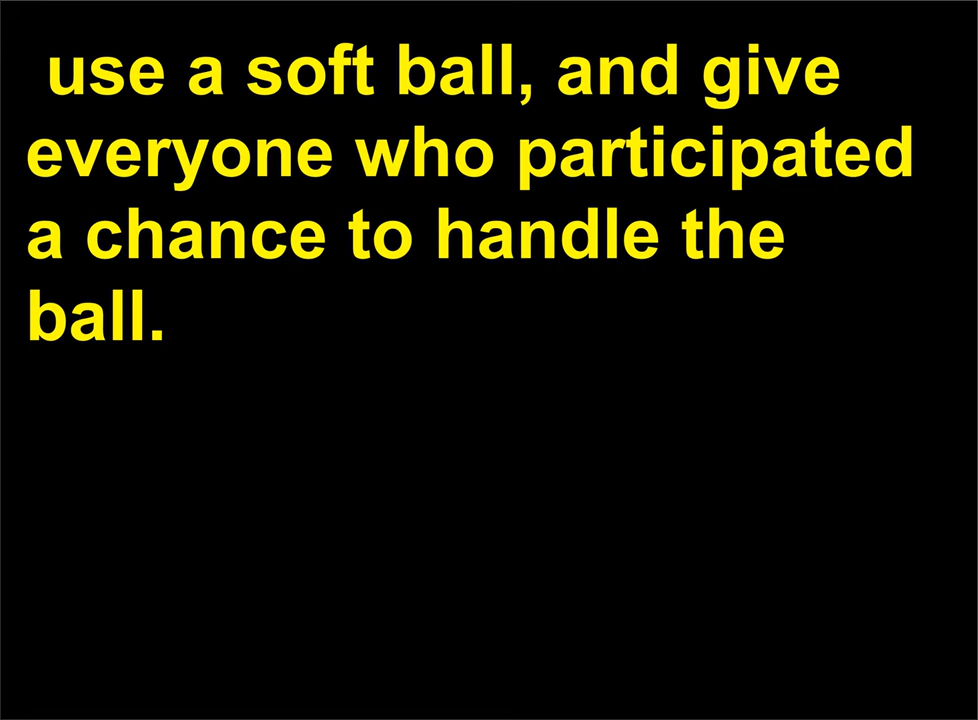 use a soft ball, and give
everyone who participated
a chance to handle the
ball.